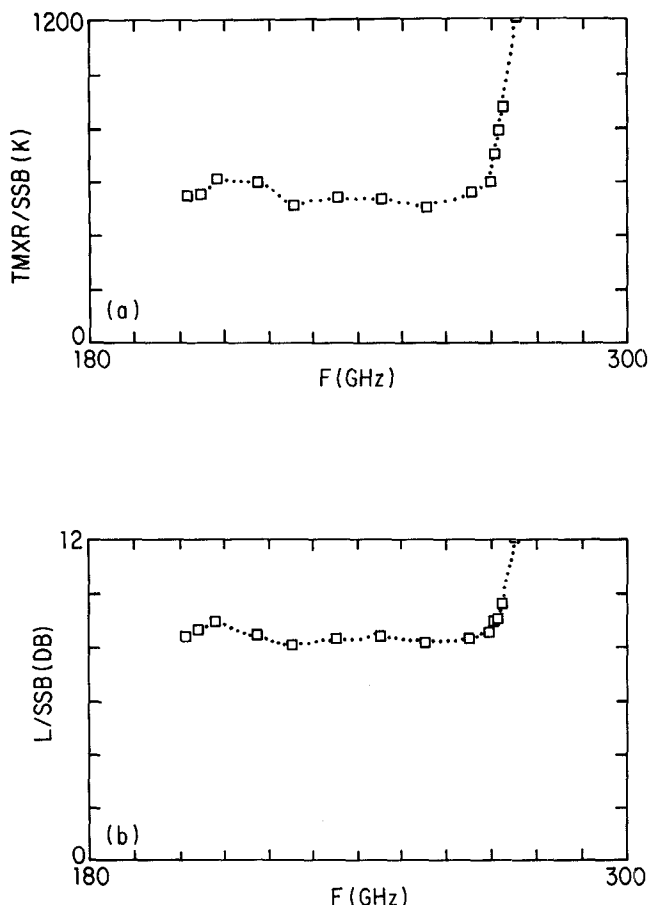 1200
TMXR/SSB(K)
(a)
0
180
300
F(GHz)
12
L/SSB(DB)
(b)
0
180
300
F(GHz)